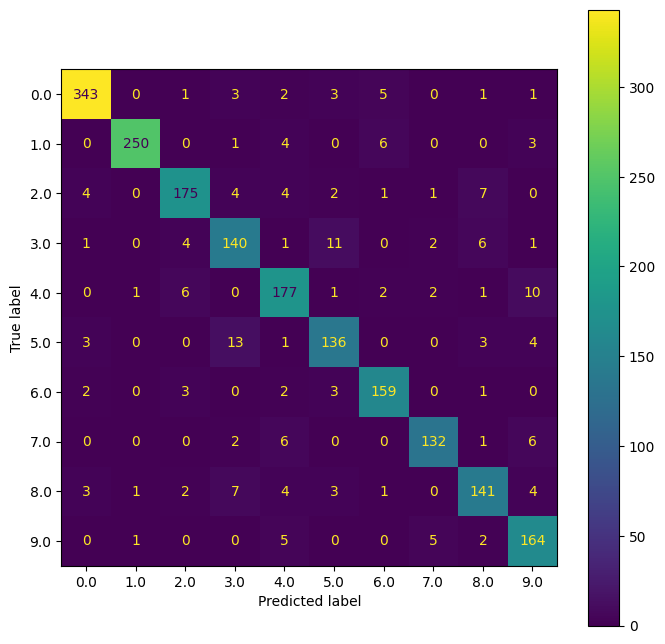 0.0 343 0 1 3 2 3 5 0 1 1
1.0 0 250 0 1 4 0 6 0 0 3
2.0 4 0 175 4 4 2 1 1 7 0
3.0 1 0 4 140 1 11 0 2 6 1
4.0 0 1 6 0 177 1 2 2 1 10
5.0 3 0 0 13 1 136 0 0 3 4
6.0 2 0 3 0 2 3 159 0 1 0
7.0 0 0 0 2 6 0 0 132 1 6
8.0 3 1 2 7 4 3 1 0 141 4
9.0 0 1 0 0 5 0 0 5 2 164
0.0 1.0 2.0 3.0 4.0 5.0 6.0 7.0 8.0 9.0
Predicted label
True label
300
250
200
150
100
50
0